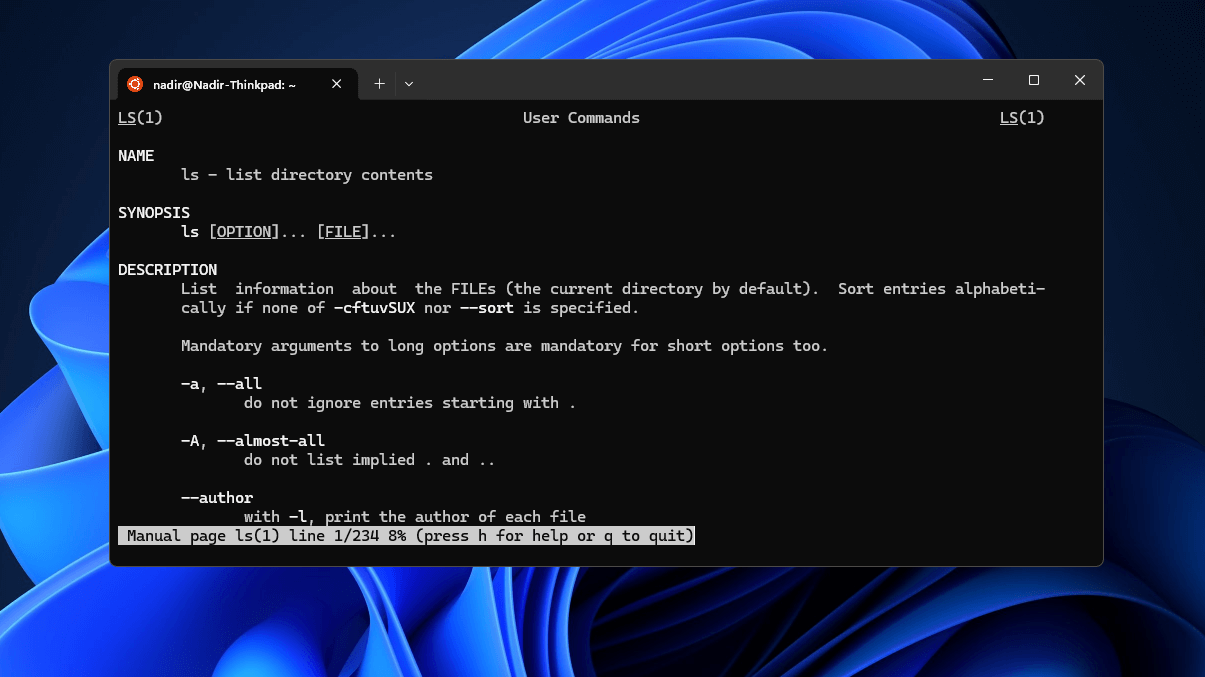 nadir@Nadir-Thinkpad: ~
LS(1) User Commands LS(1)
NAME
ls - list directory contents
SYNOPSIS
ls [OPTION]... [FILE]...
DESCRIPTION
List information about the FILEs (the current directory by default). Sort entries alphabeti-
cally if none of -cftuvSUX nor --sort is specified.
Mandatory arguments to long options are mandatory for short options too.
-a, --all
do not ignore entries starting with .
-A, --almost-all
do not list implied . and ..
--author
with -l, print the author of each file
Manual page ls(1) line 1/234 8% (press h for help or q to quit)